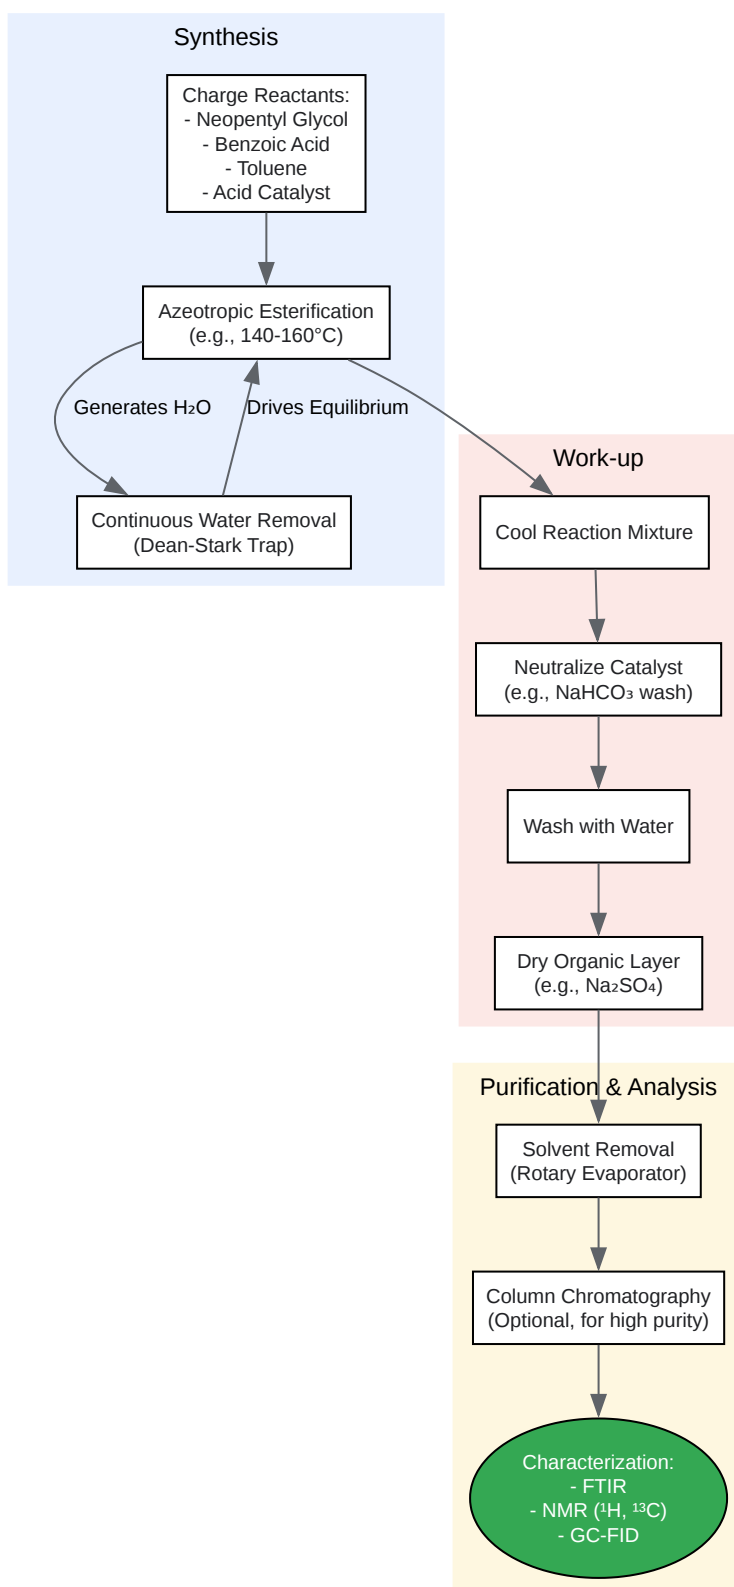 Synthesis
Charge Reactants:
- Neopentyl Glycol
- Benzoic Acid
- Toluene
- Acid Catalyst
Azeotropic Esterification
(e.g., 140-160°C)
Generates H₂O
Drives Equilibrium
Continuous Water Removal
(Dean-Stark Trap)
Work-up
Cool Reaction Mixture
Neutralize Catalyst
(e.g., NaHCO₃ wash)
Wash with Water
Dry Organic Layer
(e.g., Na₂SO₄)
Purification & Analysis
Solvent Removal
(Rotary Evaporator)
Column Chromatography
(Optional, for high purity)
Characterization:
- FTIR
- NMR (¹H, ¹³C)
- GC-FID